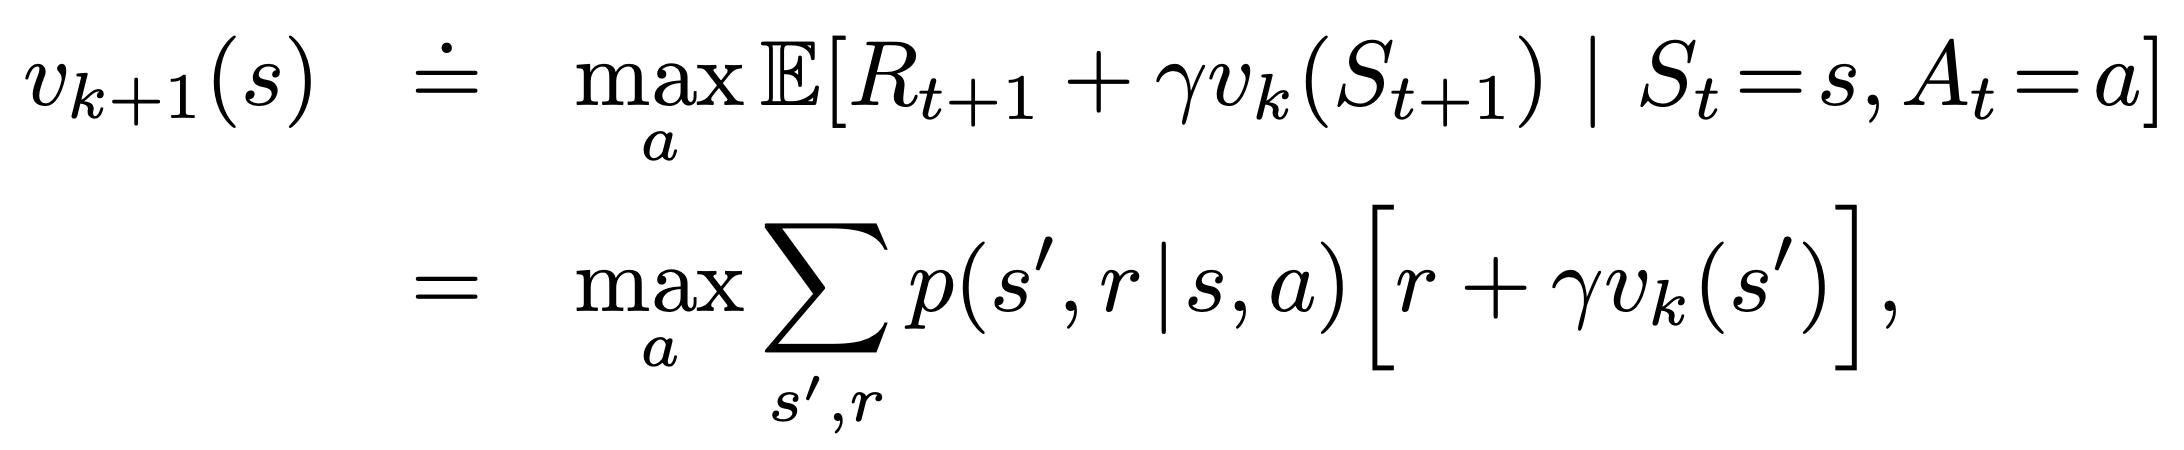 v_{k+1}(s) ≐ max_a 𝔼[R_{t+1} + γv_k(S_{t+1}) | S_t = s, A_t = a]
= max_a ∑_{s′,r} p(s′, r | s, a)[r + γv_k(s′)],